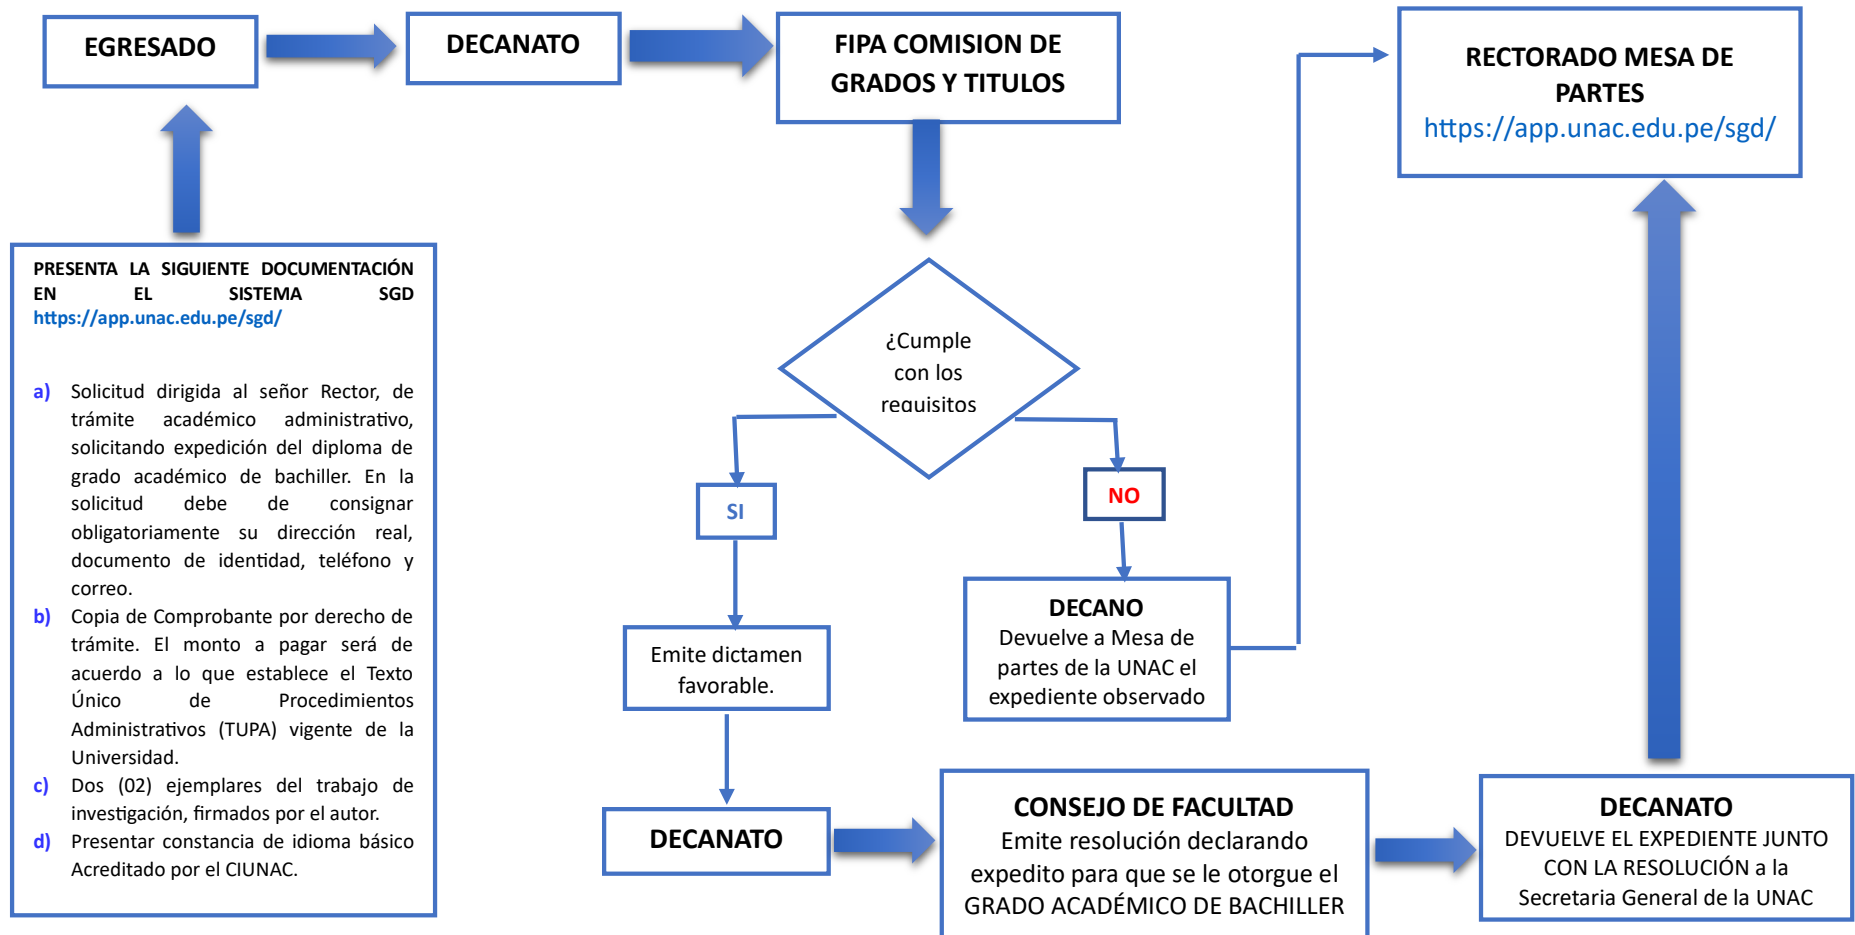 EGRESADO
DECANATO
FIPA COMISION DE
GRADOS Y TITULOS
RECTORADO MESA DE
PARTES
https://app.unac.edu.pe/sgd/
PRESENTA LA SIGUIENTE DOCUMENTACIÓN
EN EL SISTEMA SGD
https://app.unac.edu.pe/sgd/
a) Solicitud dirigida al señor Rector, de
trámite académico administrativo,
solicitando expedición del diploma de
grado académico de bachiller. En la
solicitud debe de consignar
obligatoriamente su dirección real,
documento de identidad, teléfono y
correo.
b) Copia de Comprobante por derecho de
trámite. El monto a pagar será de
acuerdo a lo que establece el Texto
Único de Procedimientos
Administrativos (TUPA) vigente de la
Universidad.
c) Dos (02) ejemplares del trabajo de
investigación, firmados por el autor.
d) Presentar constancia de idioma básico
Acreditado por el CIUNAC.
¿Cumple
con los
requisitos
SI
NO
Emite dictamen
favorable.
DECANO
Devuelve a Mesa de
partes de la UNAC el
expediente observado
DECANATO
CONSEJO DE FACULTAD
Emite resolución declarando
expedito para que se le otorgue el
GRADO ACADÉMICO DE BACHILLER
DECANATO
DEVUELVE EL EXPEDIENTE JUNTO
CON LA RESOLUCIÓN a la
Secretaria General de la UNAC